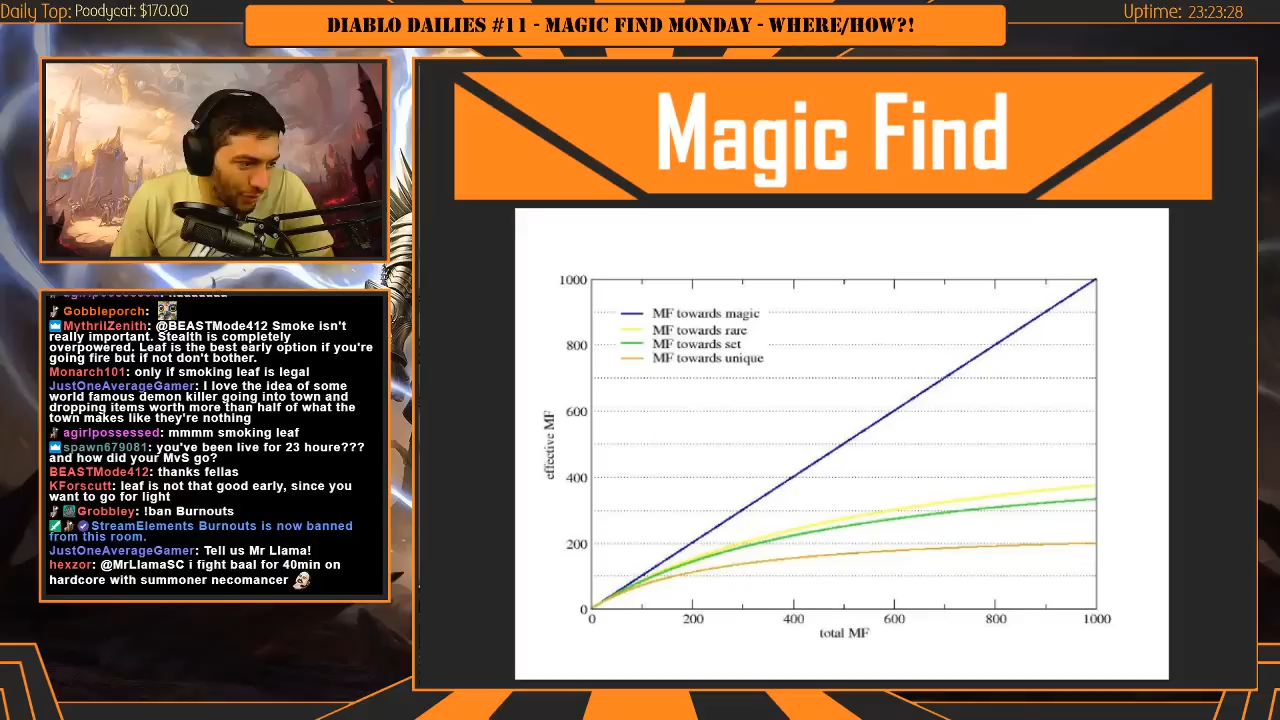 Daily Top: Poodycat: $170.00
DIABLO DAILIES #11 - MAGIC FIND MONDAY - WHERE/HOW?!
Uptime: 23:23:28
Gobbleporch:
MythrilZenith: @BEASTMode412 Smoke isn't
really important. Stealth is completely
overpowered. Leaf is the best early option if you're
going fire but if not don't bother.
Monarch101: only if smoking leaf is legal
JustOneAverageGamer: I love the idea of some
world famous demon killer going into town and
dropping items worth more than half of what the
town makes like they're nothing
agirlpossessed: mmmm smoking leaf
spawn679081: you've been live for 23 houre???
and how did your MvS go?
BEASTMode412: thanks fellas
KForscutt: leaf is not that good early, since you
want to go for light
Grobbley: !ban Burnouts
StreamElements Burnouts is now banned
from this room.
JustOneAverageGamer: Tell us Mr Llama!
hexzor: @MrLlamaSC i fight baal for 40min on
hardcore with summoner necomancer
Magic Find
MF towards magic
MF towards rare
MF towards set
MF towards unique
effective MF
1000
800
600
400
200
0
0 200 400 600 800 1000
total MF